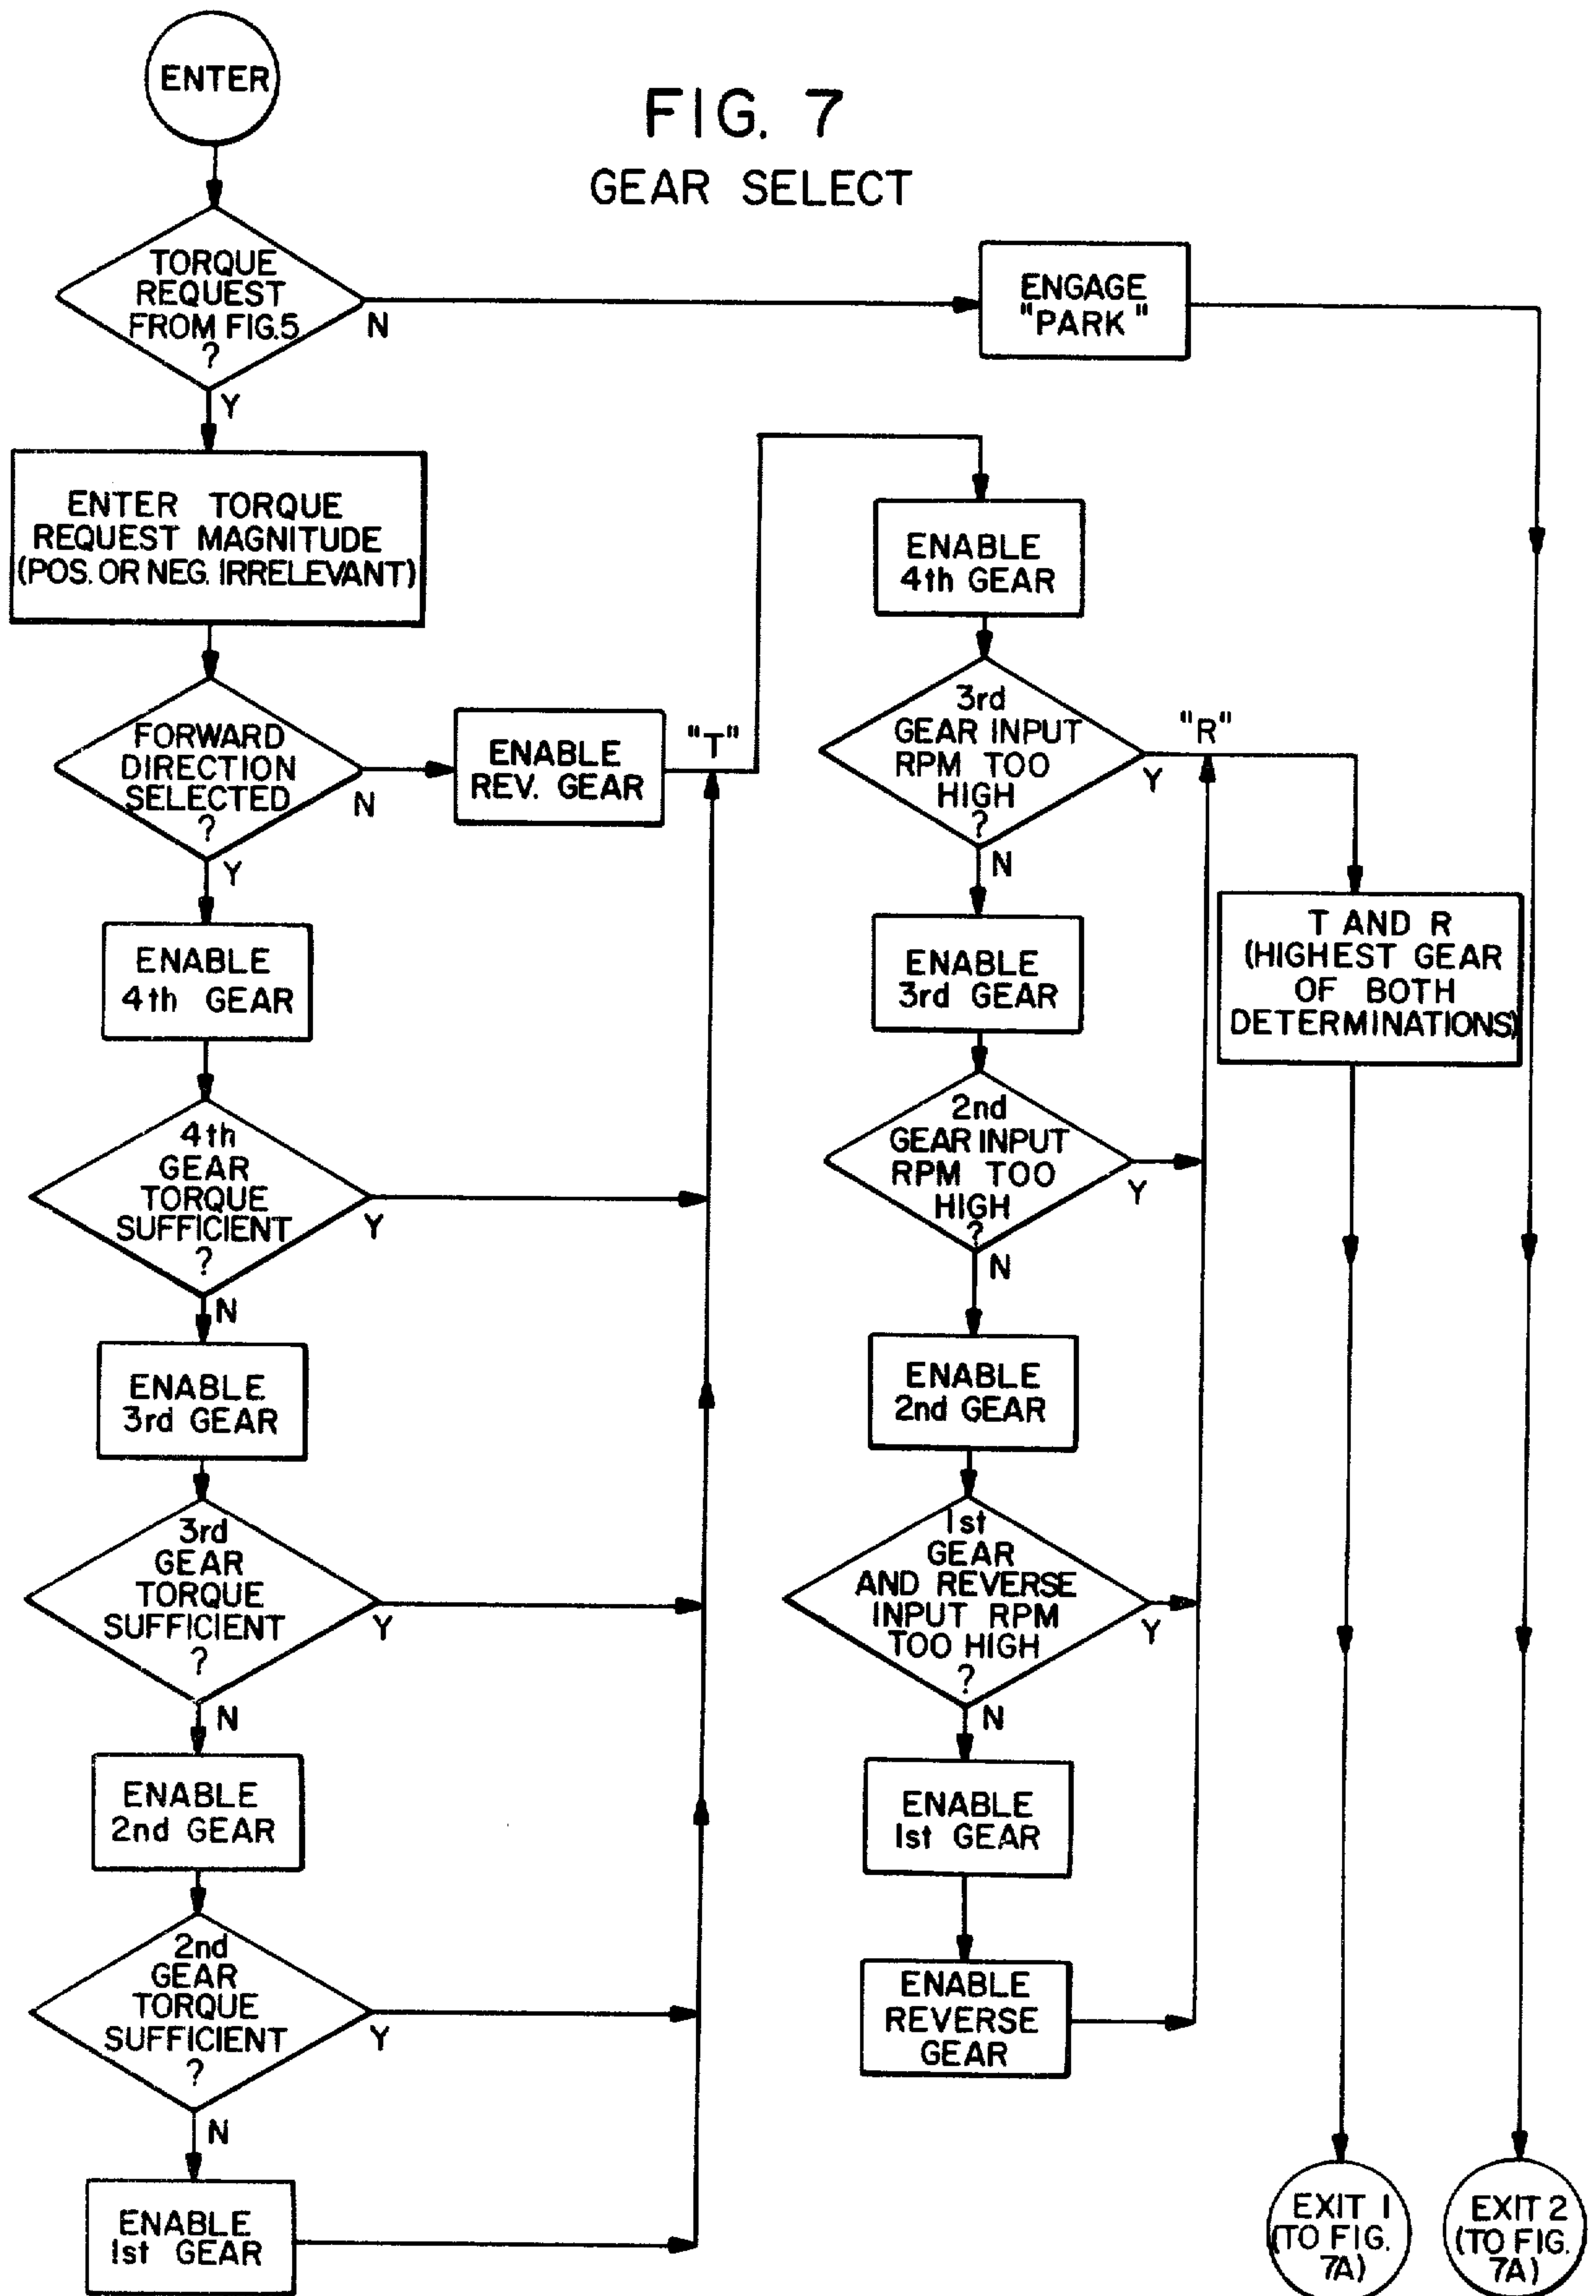 ENTER
FIG. 7
GEAR SELECT
TORQUE
REQUEST
FROM FIG.5
?
N
Y
ENGAGE
"PARK"
ENTER TORQUE
REQUEST MAGNITUDE
(POS. OR NEG. IRRELEVANT)
FORWARD
DIRECTION
SELECTED
?
N
Y
ENABLE
REV. GEAR
"T"
ENABLE
4th GEAR
4th
GEAR
TORQUE
SUFFICIENT
?
Y
N
ENABLE
3rd GEAR
3rd
GEAR
TORQUE
SUFFICIENT
?
Y
N
ENABLE
2nd GEAR
2nd
GEAR
TORQUE
SUFFICIENT
?
Y
N
ENABLE
1st GEAR
ENABLE
4th GEAR
3rd
GEAR INPUT
RPM TOO
HIGH
?
Y
N
"R"
ENABLE
3rd GEAR
2nd
GEAR INPUT
RPM TOO
HIGH
?
Y
N
ENABLE
2nd GEAR
1st
GEAR
AND REVERSE
INPUT RPM
TOO HIGH
?
Y
N
ENABLE
1st GEAR
ENABLE
REVERSE
GEAR
T AND R
(HIGHEST GEAR
OF BOTH
DETERMINATIONS)
EXIT 1
(TO FIG.
7A)
EXIT 2
(TO FIG.
7A)